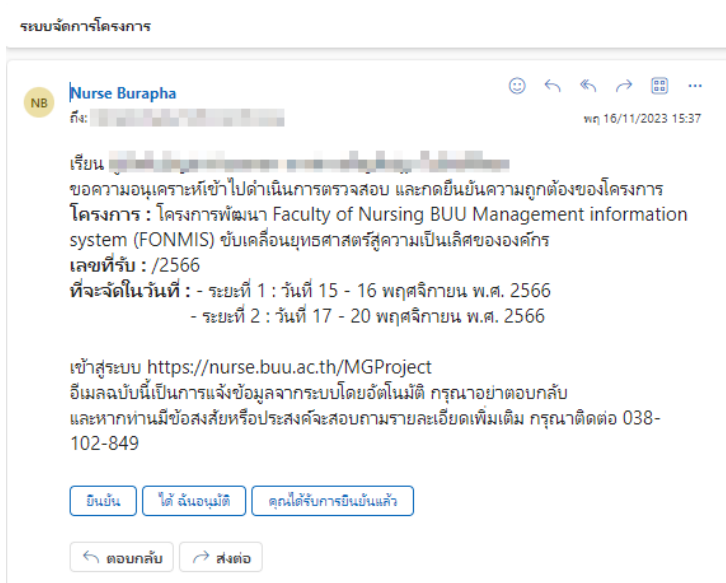 ระบบจัดการโครงการ
NB
Nurse Burapha
ถึง:
พฤ 16/11/2023 15:37
เรียน
ขอความอนุเคราะห์เข้าไปดำเนินการตรวจสอบ และกดยืนยันความถูกต้องของโครงการ
โครงการ : โครงการพัฒนา Faculty of Nursing BUU Management information
system (FONMIS) ขับเคลื่อนยุทธศาสตร์สู่ความเป็นเลิศขององค์กร
เลขที่รับ : /2566
ที่จะจัดในวันที่ : - ระยะที่ 1 : วันที่ 15 - 16 พฤศจิกายน พ.ศ. 2566
- ระยะที่ 2 : วันที่ 17 - 20 พฤศจิกายน พ.ศ. 2566
เข้าสู่ระบบ https://nurse.buu.ac.th/MGProject
อีเมลฉบับนี้เป็นการแจ้งข้อมูลจากระบบโดยอัตโนมัติ กรุณาอย่าตอบกลับ
และหากท่านมีข้อสงสัยหรือประสงค์จะสอบถามรายละเอียดเพิ่มเติม กรุณาติดต่อ 038-
102-849
ยืนยัน
ได้ ฉันอนุมัติ
คุณได้รับการยืนยันแล้ว
ตอบกลับ
ส่งต่อ